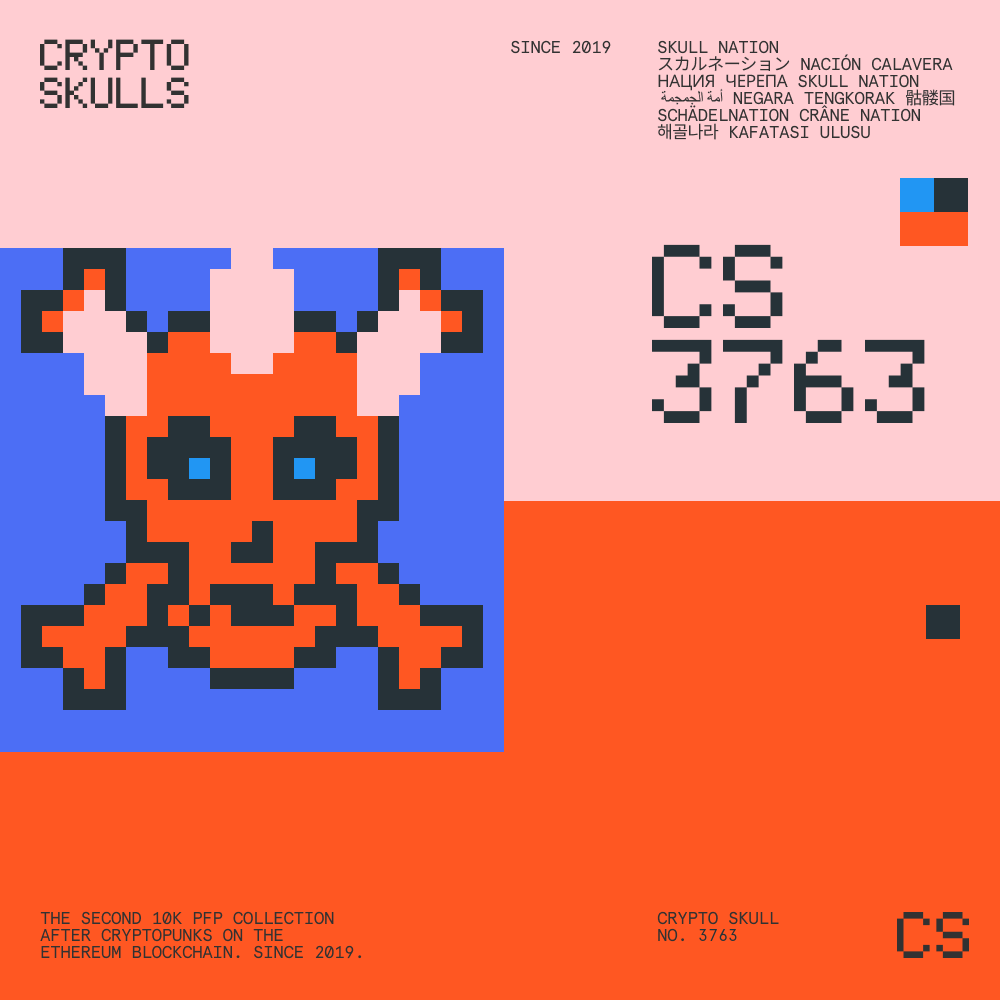 CRYPTO
SKULLS
SINCE 2019
SKULL NATION
スカルネーション NACIÓN CALAVERA
НАЦИЯ ЧЕРЕПА SKULL NATION
أمة الجمجمة NEGARA TENGKORAK 骷髅国
SCHÄDELNATION CRÂNE NATION
해골나라 KAFATASI ULUSU
CS
3763
THE SECOND 10K PFP COLLECTION
AFTER CRYPTOPUNKS ON THE
ETHEREUM BLOCKCHAIN. SINCE 2019.
CRYPTO SKULL
NO. 3763
CS